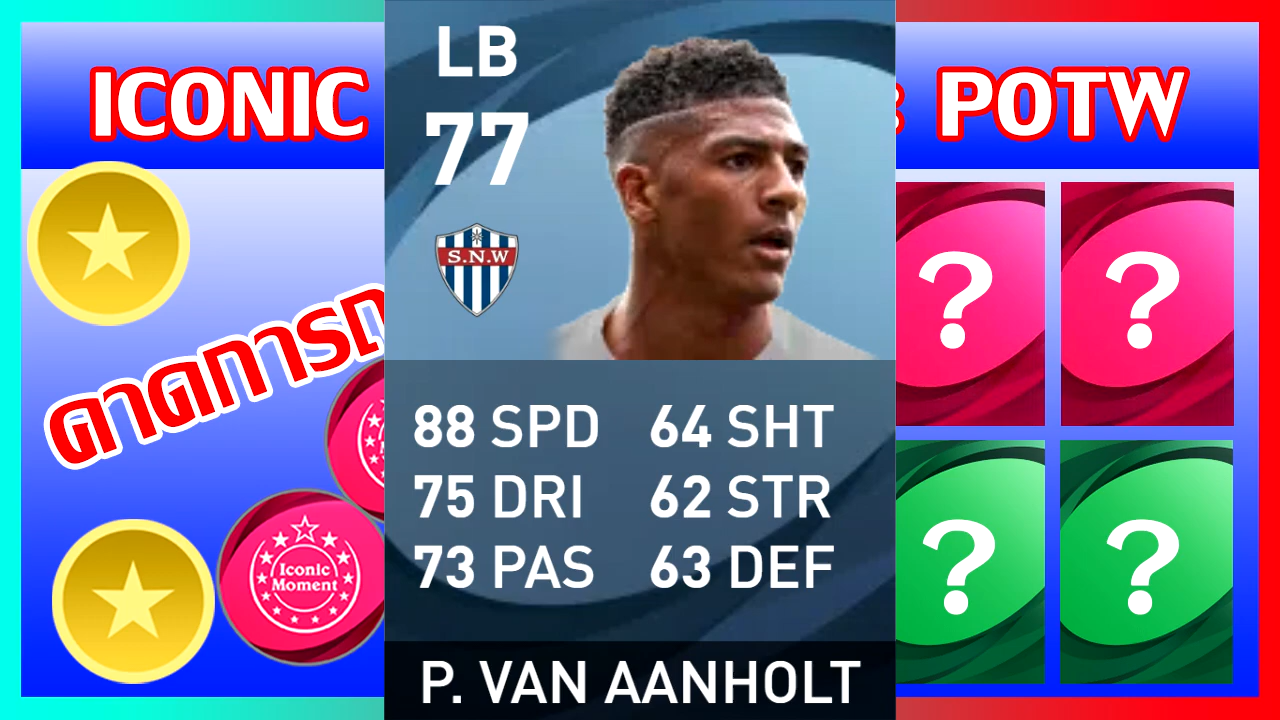 ICONIC
: POTW
LB
77
S.N.W
คาดการณ
Iconic
Moment
88 SPD 64 SHT
75 DRI 62 STR
73 PAS 63 DEF
P. VAN AANHOLT
?
?
?
?